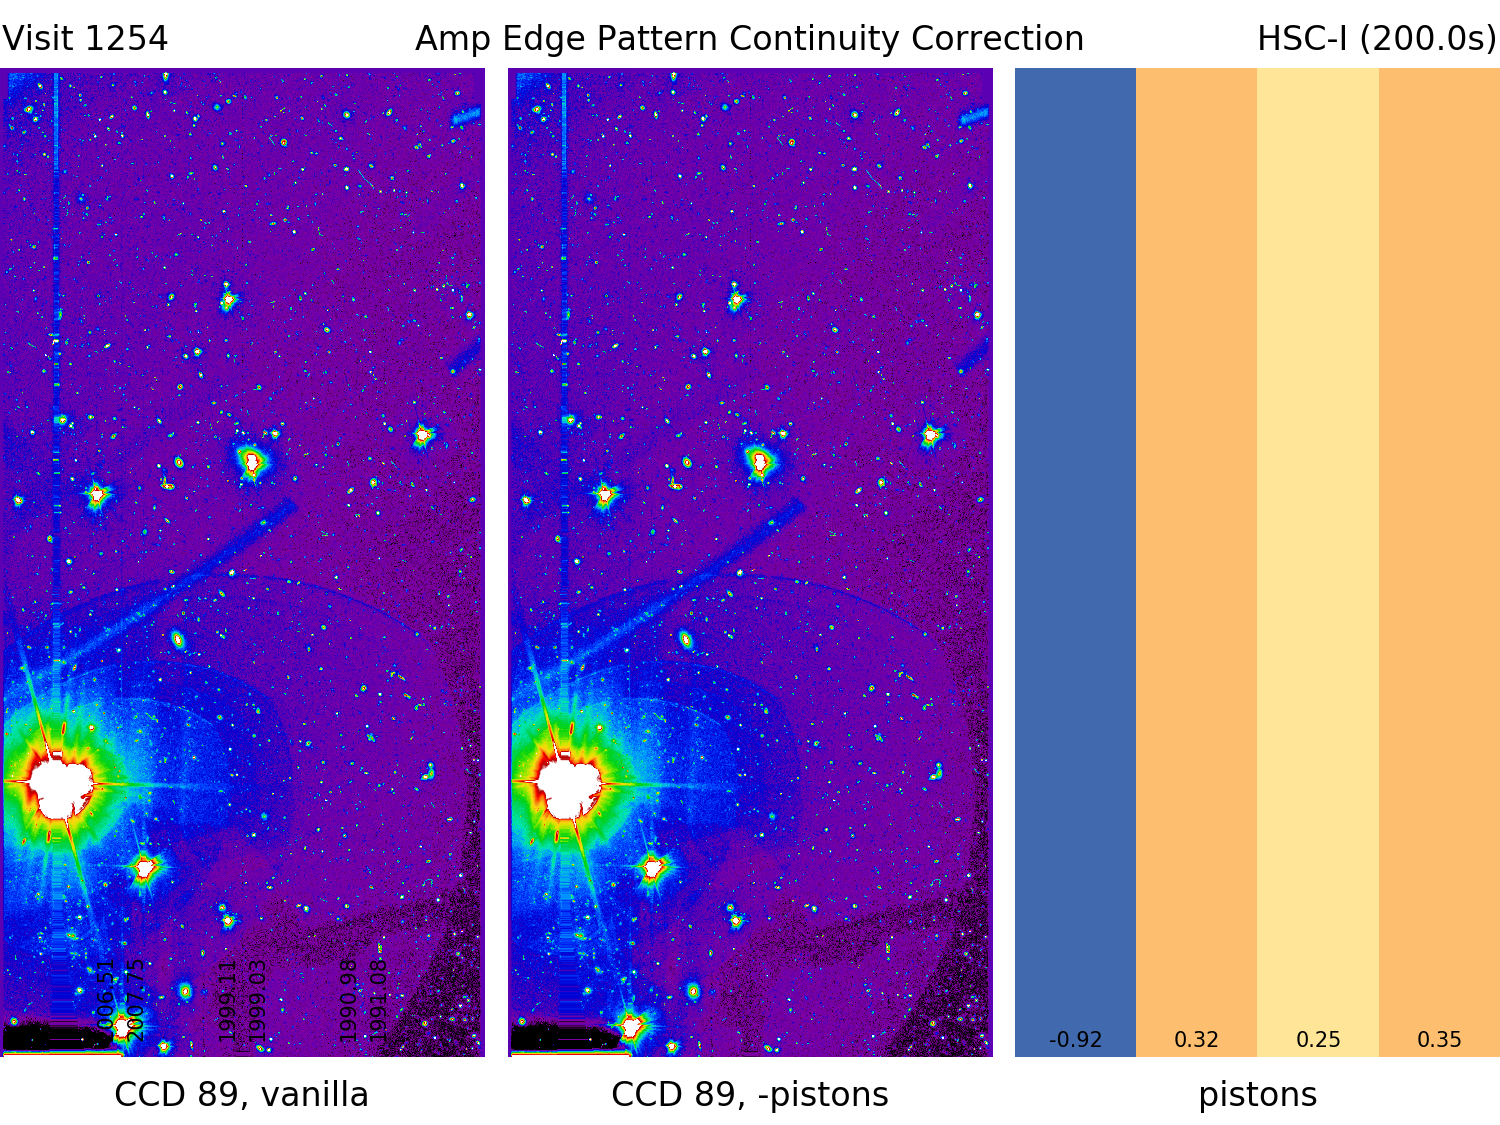 Visit 1254 Amp Edge Pattern Continuity Correction HSC-I (200.0s)
2007.75
1999.11
1999.03
1990.98
1991.08
-0.92 0.32 0.25 0.35
CCD 89, vanilla CCD 89, -pistons pistons